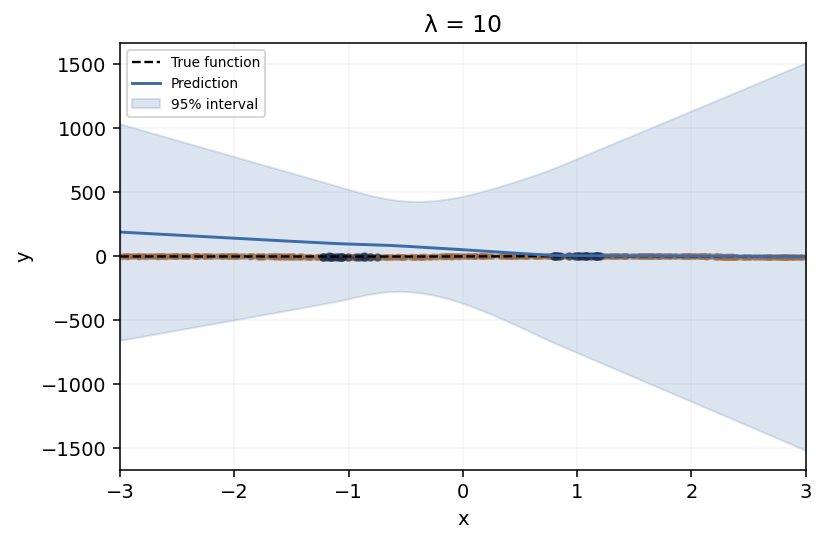 λ = 10
True function
Prediction
95% interval
1500
1000
500
0
−500
−1000
−1500
y
−3 −2 −1 0 1 2 3
x